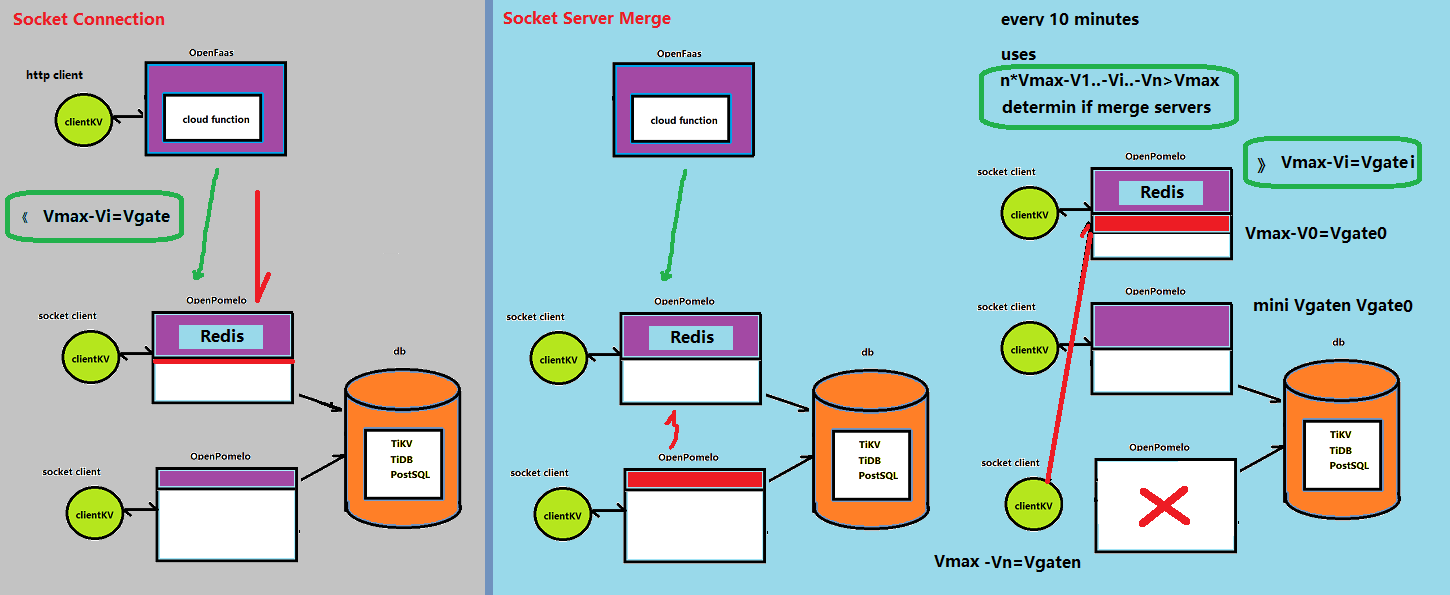 Socket Connection
OpenFaas
http client
clientKV
cloud function
《 Vmax-Vi=Vgate
OpenPomelo
socket client
Redis
clientKV
db
TiKV
TiDB
PostSQL
OpenPomelo
socket client
clientKV
Socket Server Merge
OpenFaas
cloud function
OpenPomelo
socket client
Redis
clientKV
db
TiKV
TiDB
PostSQL
OpenPomelo
socket client
clientKV
every 10 minutes
uses
n*Vmax-V1..-Vi..-Vn>Vmax
determin if merge servers
》 Vmax-Vi=Vgatei
OpenPomelo
socket client
Redis
clientKV
Vmax-V0=Vgate0
OpenPomelo
socket client
mini Vgaten Vgate0
clientKV
db
TiKV
TiDB
PostSQL
OpenPomelo
socket client
clientKV
Vmax -Vn=Vgaten